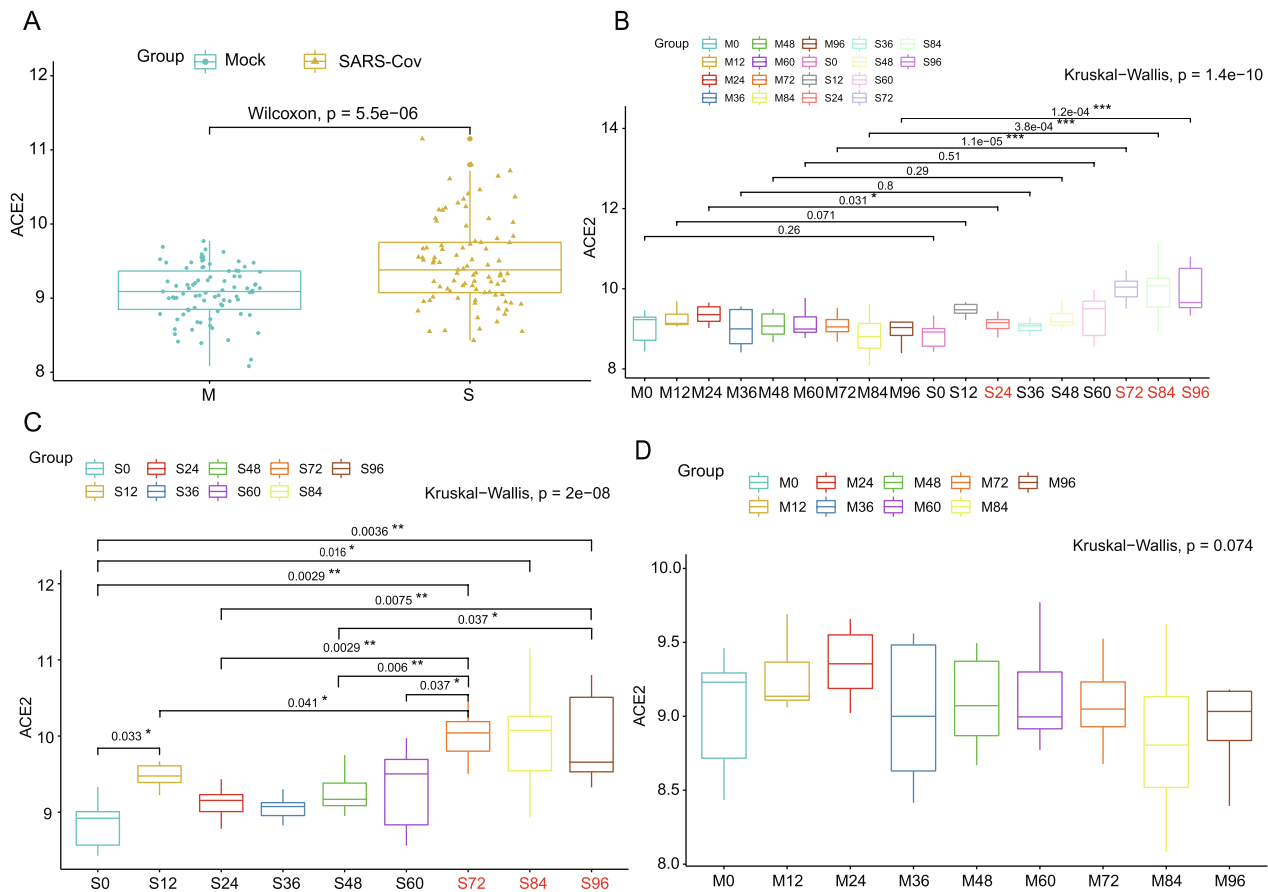 A
Group Mock SARS-Cov
12
11
10
9
8
ACE2
Wilcoxon, p = 5.5e−06
M S
B
Group M0 M48 M96 S36 S84
M12 M60 S0 S48 S96
M24 M72 S12 S60
M36 M84 S24 S72
Kruskal−Wallis, p = 1.4e−10
14
12
10
8
ACE2
1.2e-04 ***
3.8e-04 ***
1.1e−05 ***
0.51
0.29
0.8
0.031 *
0.071
0.26
M0 M12 M24 M36 M48 M60 M72 M84 M96 S0 S12 S24 S36 S48 S60 S72 S84 S96
C
Group S0 S24 S48 S72 S96
S12 S36 S60 S84
Kruskal−Wallis, p = 2e−08
0.0036 **
0.016 *
0.0029 **
0.0075 **
0.037 *
0.0029 **
0.006 **
0.037 *
0.041 *
0.033 *
12
11
10
9
ACE2
S0 S12 S24 S36 S48 S60 S72 S84 S96
D
Group M0 M24 M48 M72 M96
M12 M36 M60 M84
Kruskal−Wallis, p = 0.074
10.0
9.5
9.0
8.5
8.0
ACE2
M0 M12 M24 M36 M48 M60 M72 M84 M96